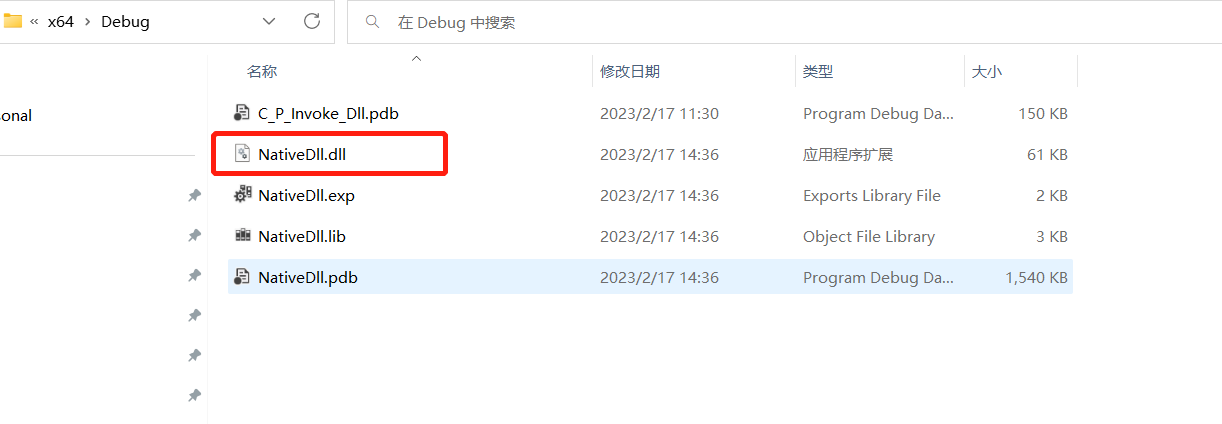 « x64 › Debug
在 Debug 中搜索
名称 修改日期 类型 大小
onal
C_P_Invoke_Dll.pdb 2023/2/17 11:30 Program Debug Da... 150 KB
NativeDll.dll 2023/2/17 14:36 应用程序扩展 61 KB
NativeDll.exp 2023/2/17 14:36 Exports Library File 2 KB
NativeDll.lib 2023/2/17 14:36 Object File Library 3 KB
NativeDll.pdb 2023/2/17 14:36 Program Debug Da... 1,540 KB